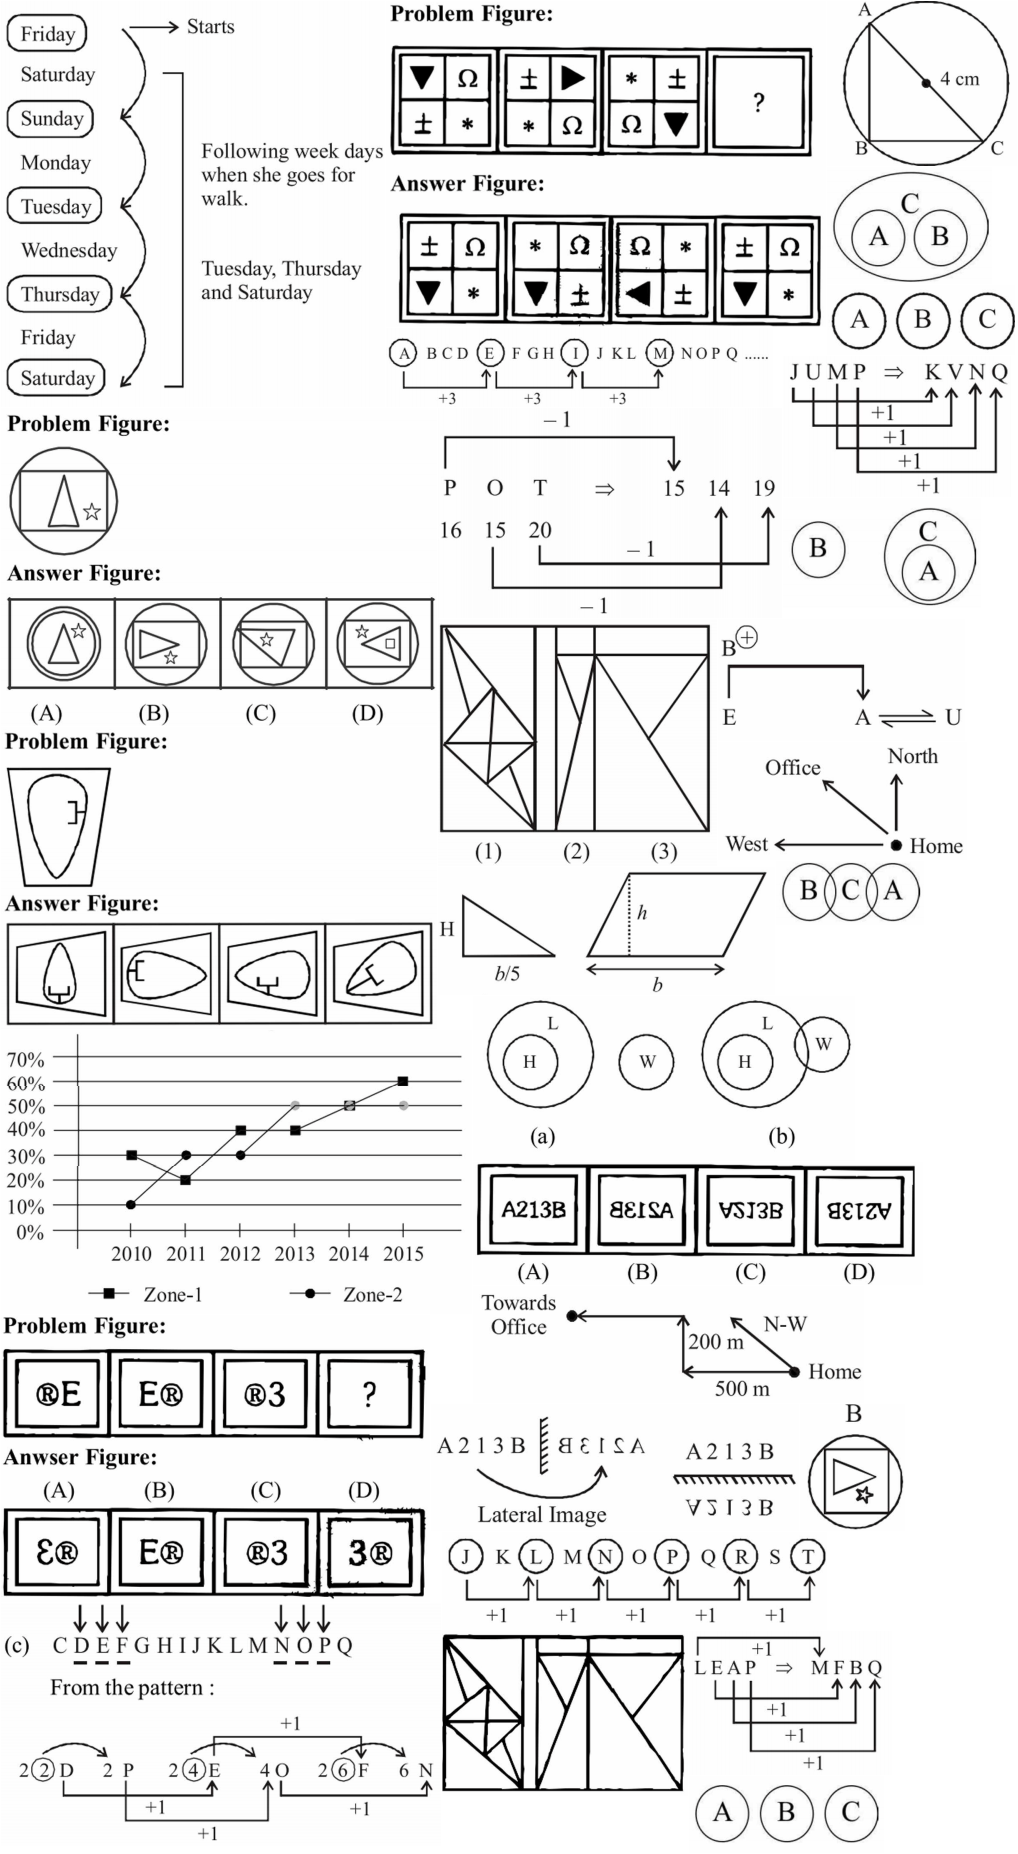 Friday
Starts
Saturday
Sunday
Monday
Tuesday
Wednesday
Thursday
Friday
Saturday
Following week days
when she goes for
walk.
Tuesday, Thursday
and Saturday
Problem Figure:
▼ Ω ± ▶ * ±
± * * Ω Ω ▼
?
Answer Figure:
± Ω * Ω Ω * ± Ω
▼ * ▼ ± ◀ ± ▼ *
A B C D E F G H I J K L M N O P Q ......
+3 +3 +3
A
4 cm
B C
C
A B
A B C
J U M P ⇒ K V N Q
+1
+1
+1
+1
– 1
P O T ⇒ 15 14 19
16 15 20
– 1
– 1
B
C
A
Problem Figure:
Answer Figure:
(A) (B) (C) (D)
Problem Figure:
Answer Figure:
(1) (2) (3)
B⊕
E A ⇌ U
Office
North
West
Home
B C A
H
b/5
h
b
L
H
W
(a)
L
H
W
(b)
70%
60%
50%
40%
30%
20%
10%
0%
2010 2011 2012 2013 2014 2015
Zone-1 Zone-2
A213B A213B A213B A213B
(A) (B) (C) (D)
Towards
Office
200 m
N-W
Home
500 m
Problem Figure:
®E E® ®3 ?
Anwser Figure:
(A) (B) (C) (D)
Ɛ® E® ®3 3®
A 2 1 3 B A 2 1 3 B
Lateral Image
A 2 1 3 B
A 2 1 3 B
B
J K L M N O P Q R S T
+1 +1 +1 +1 +1
(c) C D E F G H I J K L M N O P Q
From the pattern :
+1
2 2 D 2 P 2 4 E 4 O 2 6 F 6 N
+1 +1
+1
+1
L E A P ⇒ M F B Q
+1
+1
+1
A B C